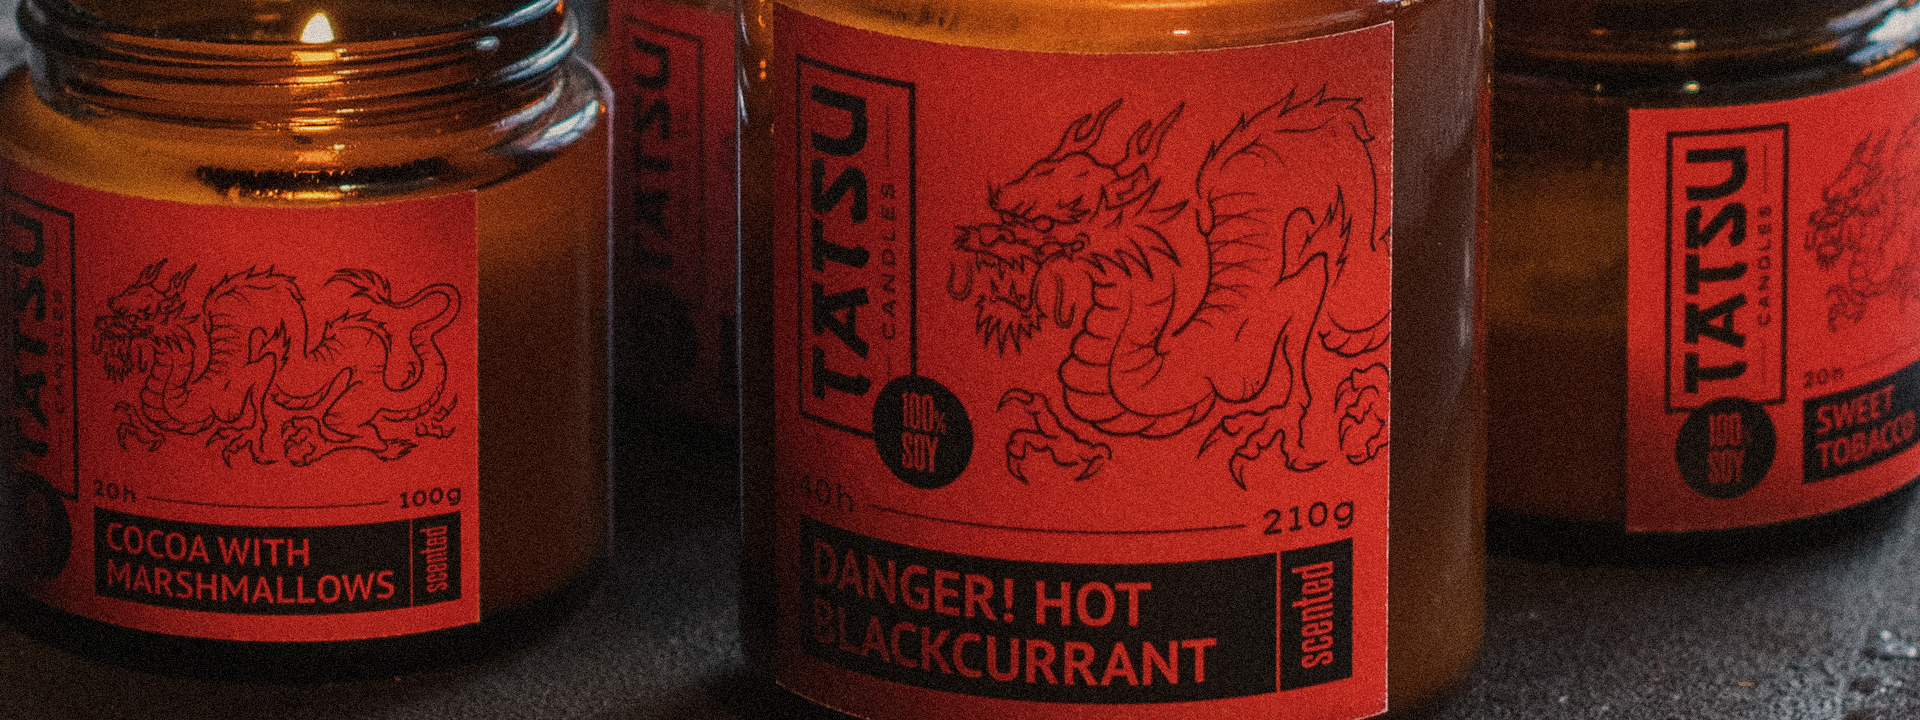 TATSU
CANDLES
20h
100g
COCOA WITH
MARSHMALLOWS
scented
TATSU
TATSU
CANDLES
100%
SOY
40h
210g
DANGER! HOT
BLACKCURRANT
scented
TATSU
CANDLES
100%
SOY
20h
SWEET
TOBACCO